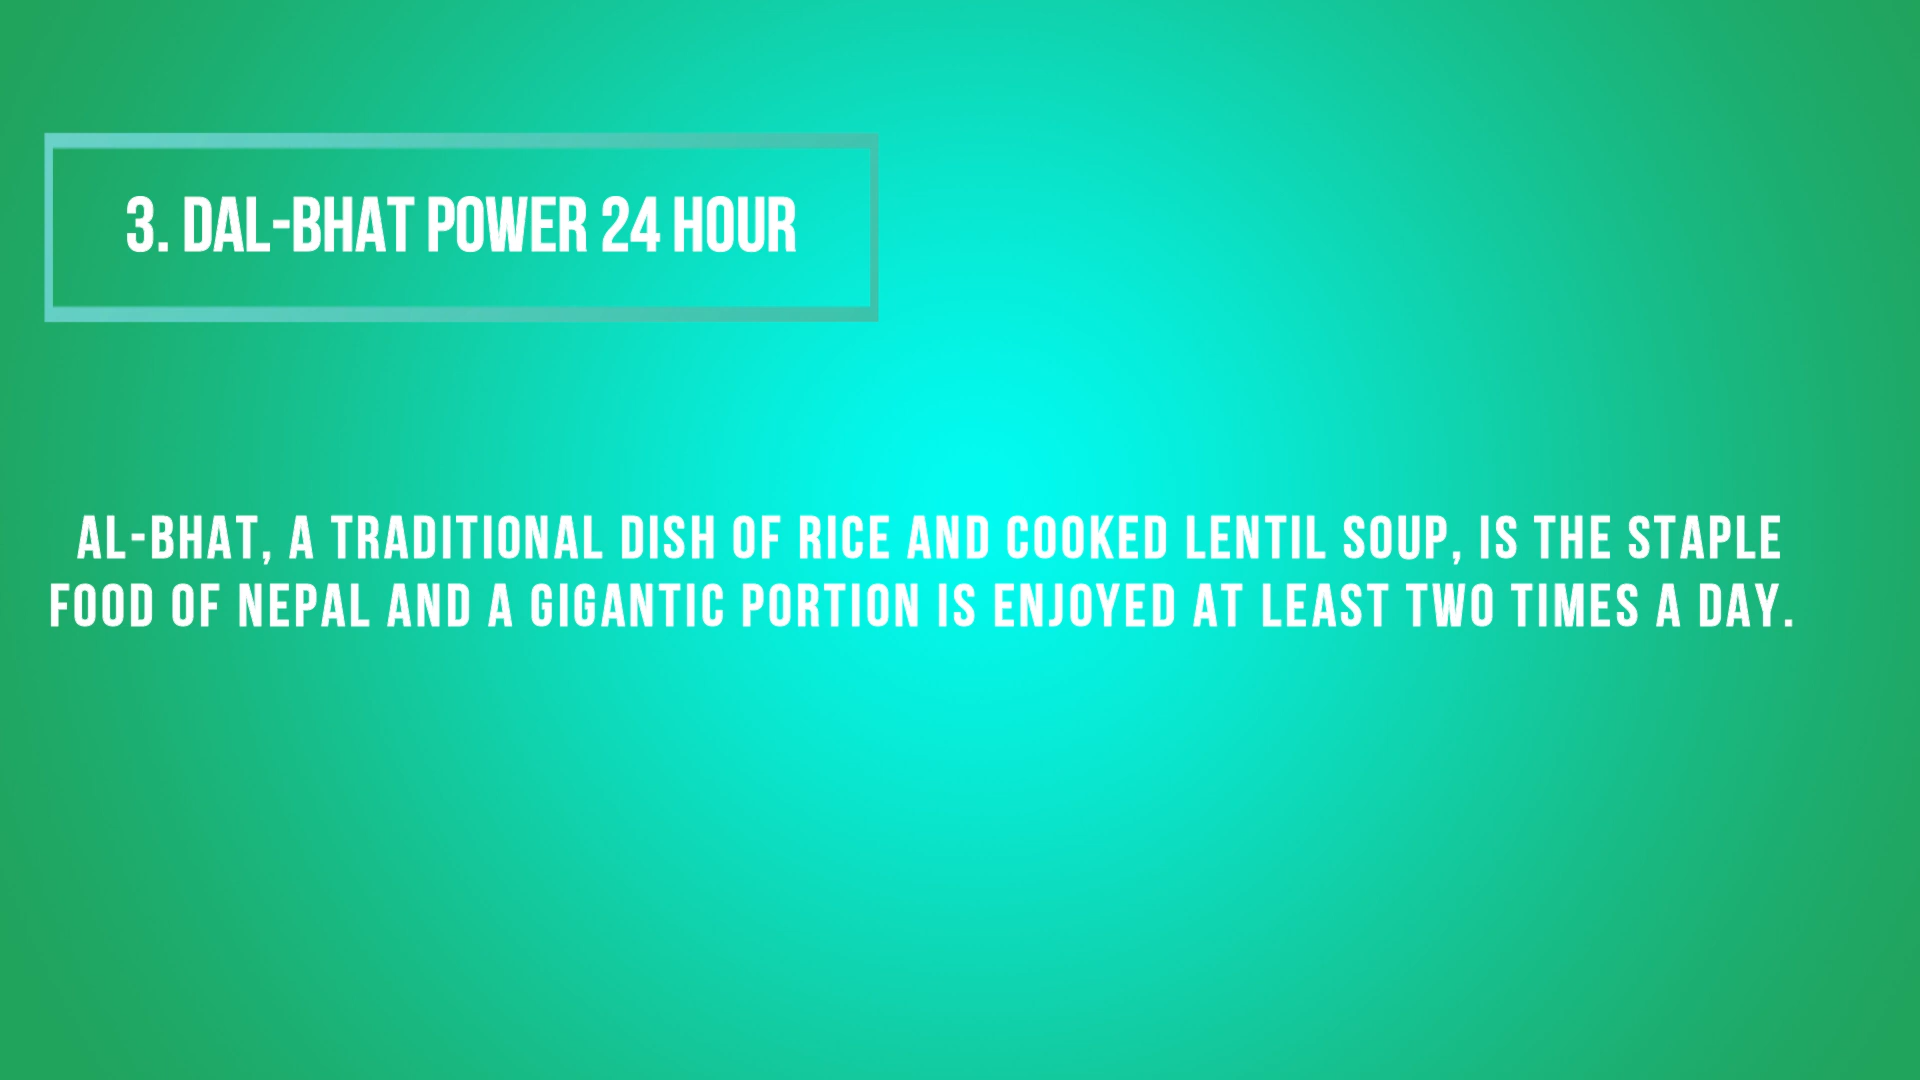 3. DAL-BHAT POWER 24 HOUR
AL-BHAT, A TRADITIONAL DISH OF RICE AND COOKED LENTIL SOUP, IS THE STAPLE
FOOD OF NEPAL AND A GIGANTIC PORTION IS ENJOYED AT LEAST TWO TIMES A DAY.